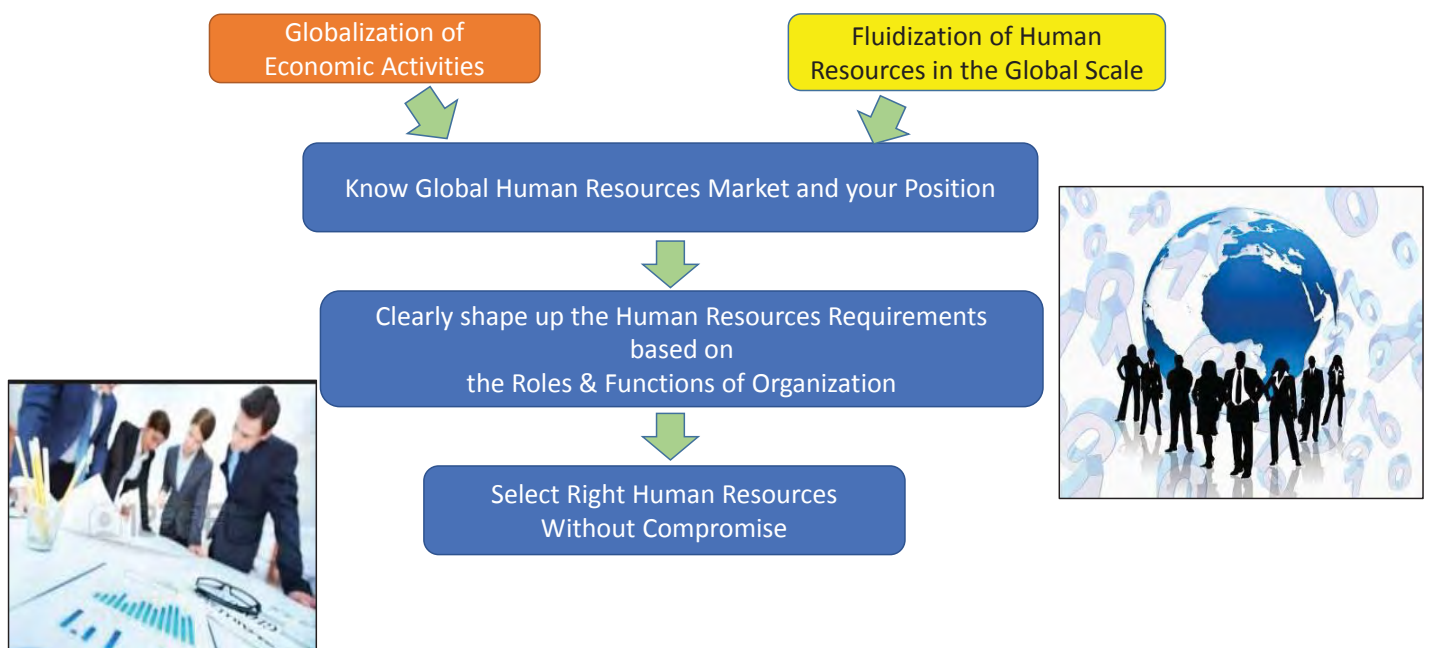 Globalization of
Economic Activities
Fluidization of Human
Resources in the Global Scale
Know Global Human Resources Market and your Position
Clearly shape up the Human Resources Requirements
based on
the Roles & Functions of Organization
Select Right Human Resources
Without Compromise